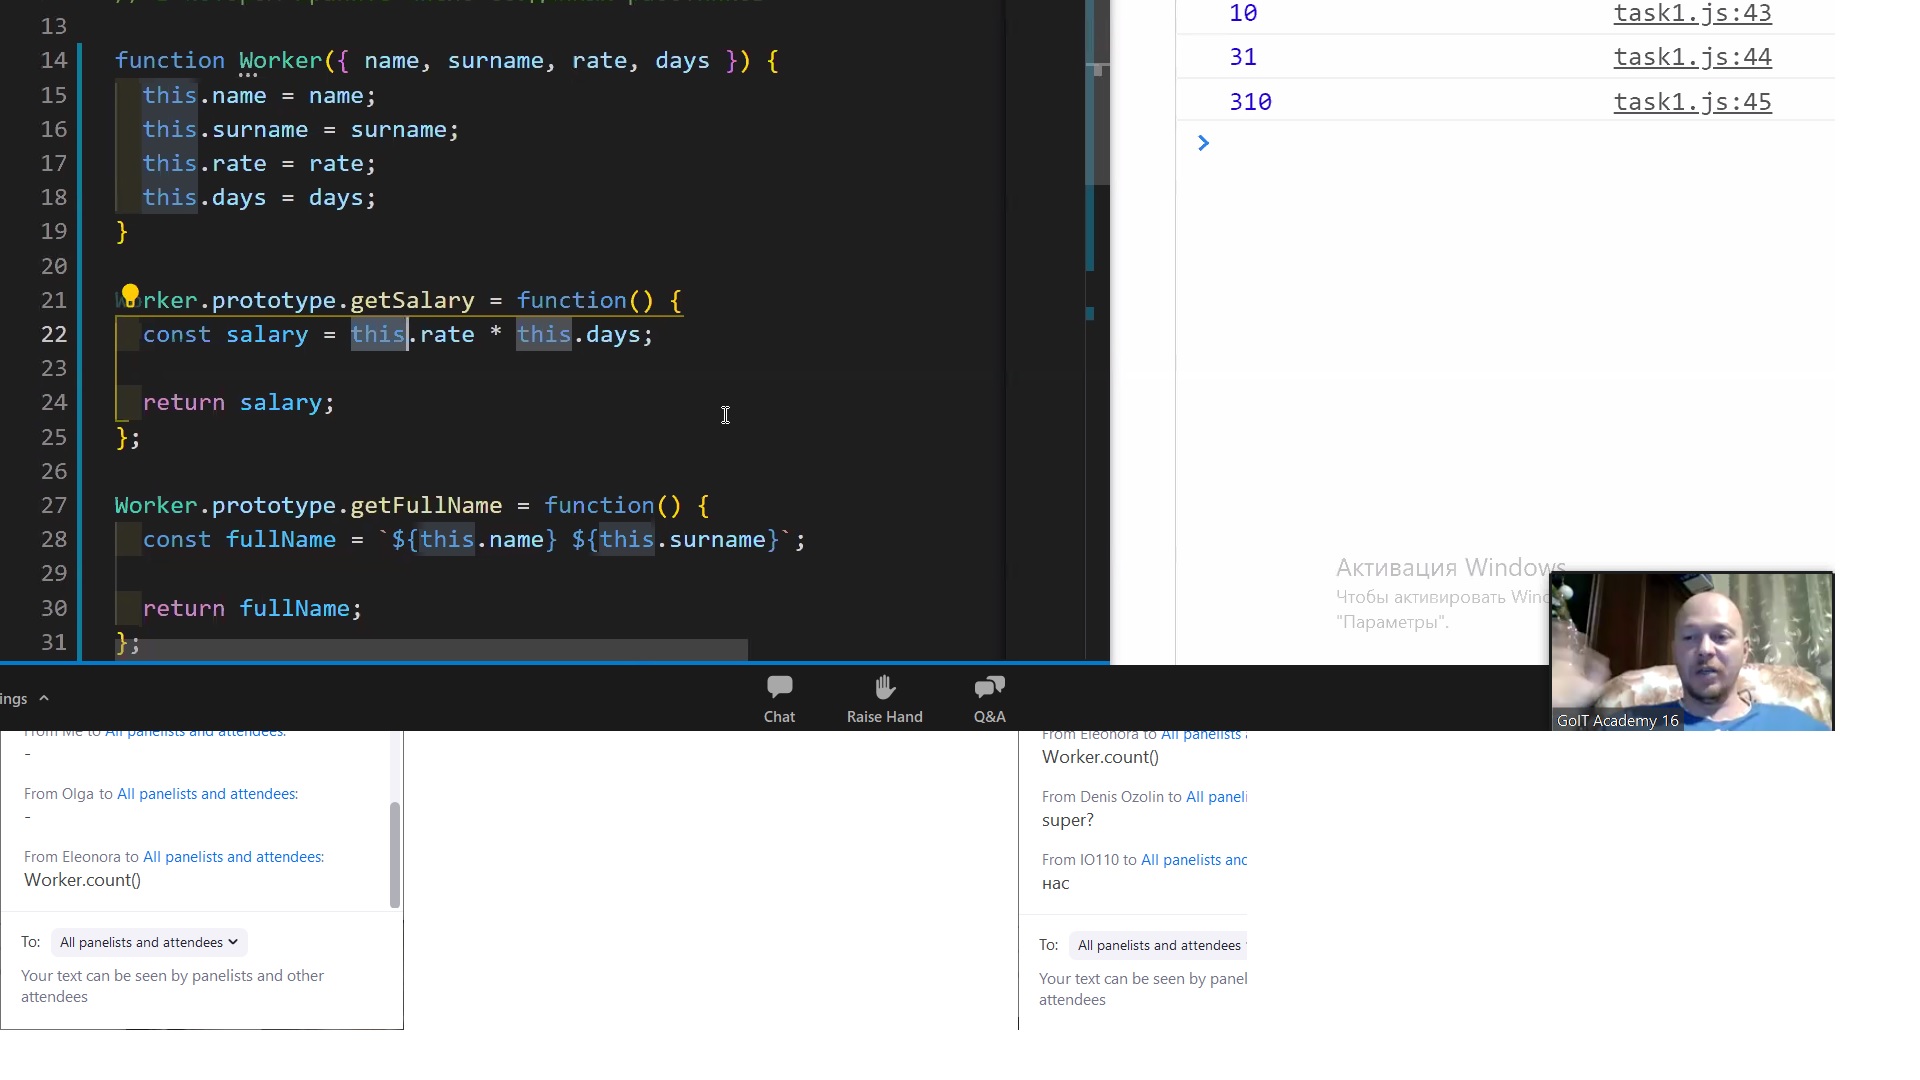 13
14 function Worker({ name, surname, rate, days }) {
15 this.name = name;
16 this.surname = surname;
17 this.rate = rate;
18 this.days = days;
19 }
20
21 Worker.prototype.getSalary = function() {
22 const salary = this.rate * this.days;
23
24 return salary;
25 };
26
27 Worker.prototype.getFullName = function() {
28 const fullName = `${this.name} ${this.surname}`;
29
30 return fullName;
31 };
10 task1.js:43
31 task1.js:44
310 task1.js:45
>
Активация Windows
Чтобы активировать
"Параметры".
GoIT Academy 16
ings
Chat
Raise Hand
Q&A
From Me to All panelists and attendees:
-
From Olga to All panelists and attendees:
-
From Eleonora to All panelists and attendees:
Worker.count()
To: All panelists and attendees
Your text can be seen by panelists and other
attendees
From Eleonora to All panelists
Worker.count()
From Denis Ozolin to All paneli
super?
From IO110 to All panelists and
нас
To: All panelists and attendees
Your text can be seen by panel
attendees